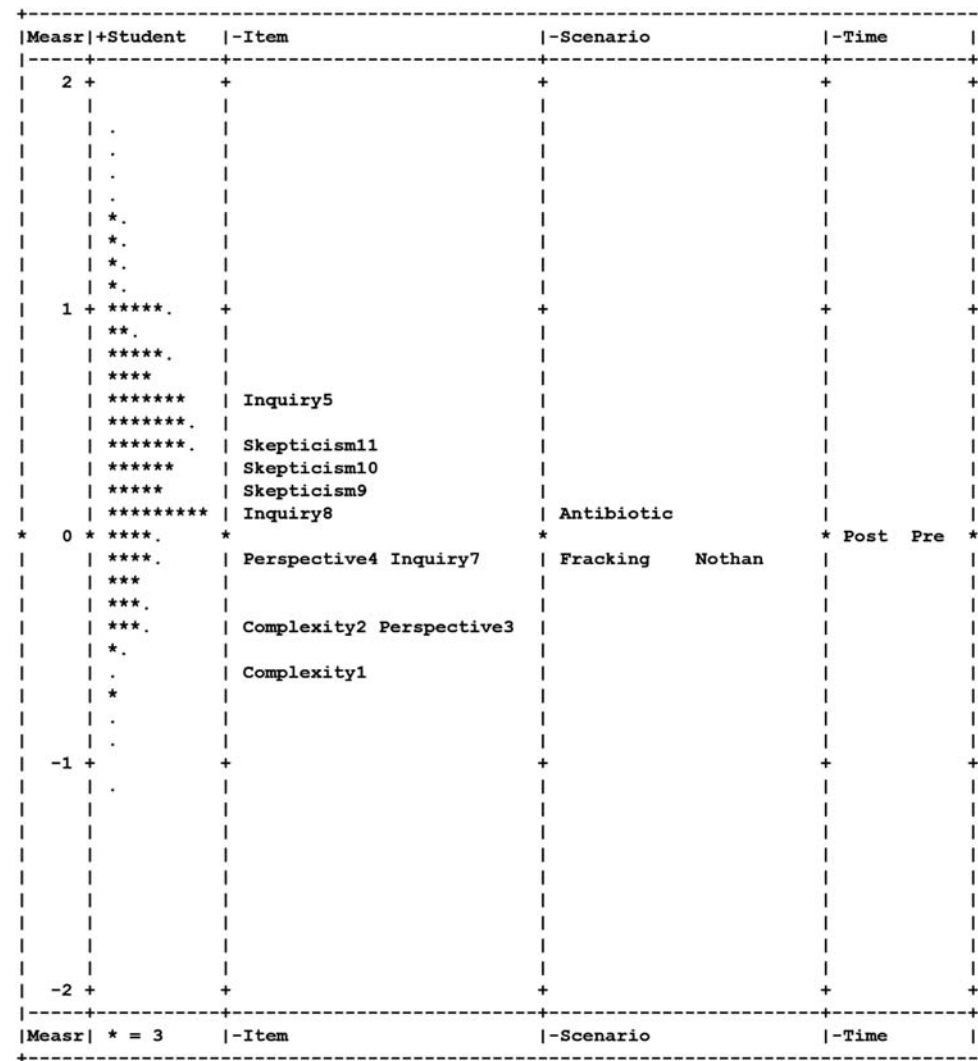 +---------------------------------------------------------------------------------------+
|Measr|+Student   |-Item                       |-Scenario                |-Time       |
|-----+-----------+----------------------------+-------------------------+------------|
|   2 +           +                            +                         +            +
|     |           |                            |                         |            |
|     | .         |                            |                         |            |
|     | .         |                            |                         |            |
|     | .         |                            |                         |            |
|     | .         |                            |                         |            |
|     | *.        |                            |                         |            |
|     | *.        |                            |                         |            |
|     | *.        |                            |                         |            |
|     | *.        |                            |                         |            |
|   1 + *****.    +                            +                         +            +
|     | **.       |                            |                         |            |
|     | *****.    |                            |                         |            |
|     | ****      |                            |                         |            |
|     | *******   | Inquiry5                   |                         |            |
|     | *******.  |                            |                         |            |
|     | *******.  | Skepticism11               |                         |            |
|     | ******    | Skepticism10               |                         |            |
|     | *****     | Skepticism9                |                         |            |
|     | ********* | Inquiry8                   | Antibiotic              |            |
*   0 * ****.     *                            *                         * Post  Pre  *
|     | ****.     | Perspective4 Inquiry7      | Fracking    Nothan      |            |
|     | ***       |                            |                         |            |
|     | ***.      |                            |                         |            |
|     | ***.      | Complexity2 Perspective3   |                         |            |
|     | *.        |                            |                         |            |
|     | .         | Complexity1                |                         |            |
|     | *         |                            |                         |            |
|     | .         |                            |                         |            |
|     | .         |                            |                         |            |
|  -1 +           +                            +                         +            +
|     | .         |                            |                         |            |
|     |           |                            |                         |            |
|     |           |                            |                         |            |
|     |           |                            |                         |            |
|     |           |                            |                         |            |
|     |           |                            |                         |            |
|     |           |                            |                         |            |
|     |           |                            |                         |            |
|     |           |                            |                         |            |
|  -2 +           +                            +                         +            +
|-----+-----------+----------------------------+-------------------------+------------|
|Measr| * = 3     |-Item                       |-Scenario                |-Time       |
+---------------------------------------------------------------------------------------+